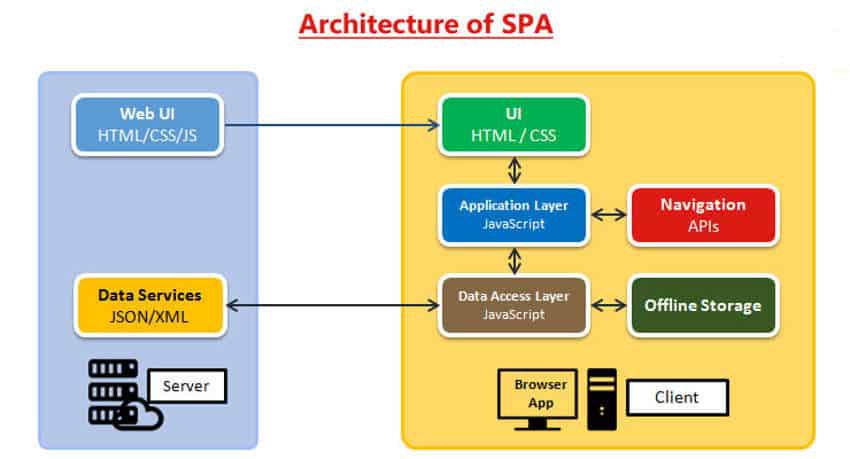 Architecture of SPA
Web UI
HTML/CSS/JS
UI
HTML / CSS
Application Layer
JavaScript
Navigation
APIs
Data Services
JSON/XML
Data Access Layer
JavaScript
Offline Storage
Server
Browser
App
Client